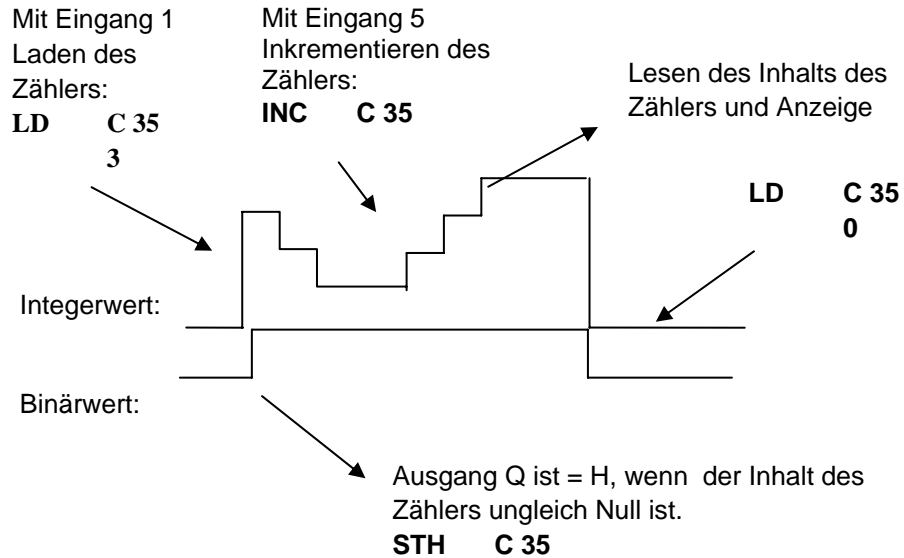 Mit Eingang 1
Laden des
Zählers:
LD C 35
3
Mit Eingang 5
Inkrementieren des
Zählers:
INC C 35
Lesen des Inhalts des
Zählers und Anzeige
LD C 35
0
Integerwert:
Binärwert:
Ausgang Q ist = H, wenn der Inhalt des
Zählers ungleich Null ist.
STH C 35